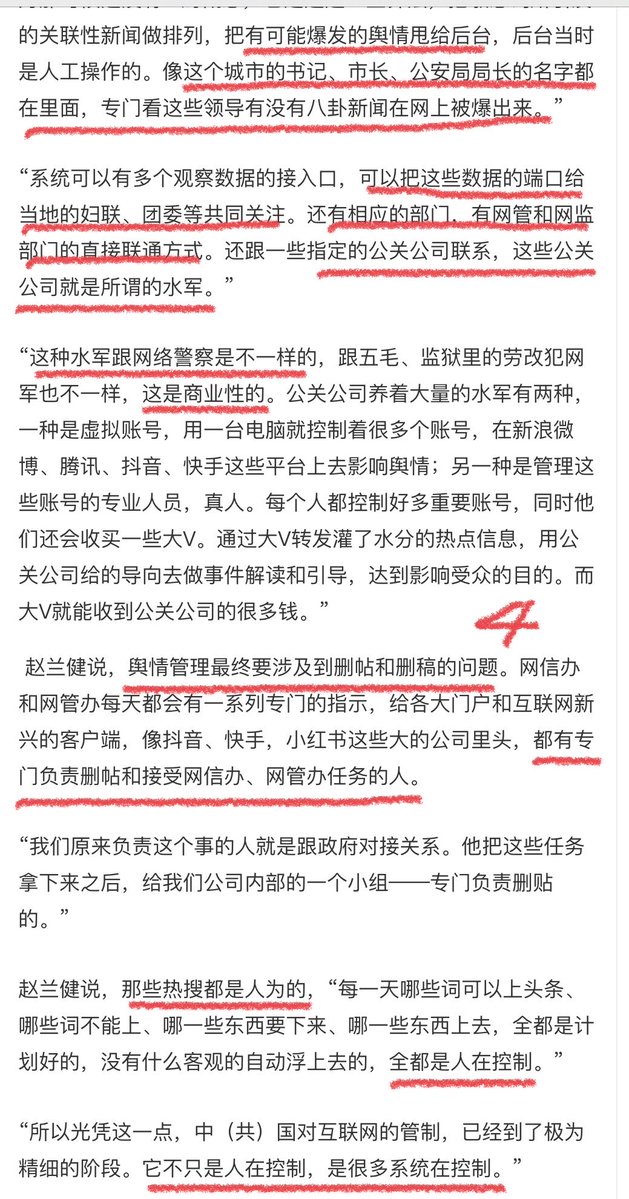 的关联性新闻做排列，把有可能爆发的舆情甩给后台，后台当时
是人工操作的。像这个城市的书记、市长、公安局局长的名字都
在里面，专门看这些领导有没有八卦新闻在网上被爆出来。”
“系统可以有多个观察数据的接入口，可以把这些数据的端口给
当地的妇联、团委等共同关注。还有相应的部门，有网管和网监
部门的直接联通方式。还跟一些指定的公关公司联系，这些公关
公司就是所谓的水军。”
“这种水军跟网络警察是不一样的，跟五毛、监狱里的劳改犯网
军也不一样，这是商业性的。公关公司养着大量的水军有两种，
一种是虚拟账号，用一台电脑就控制着很多个账号，在新浪微
博、腾讯、抖音、快手这些平台上去影响舆情；另一种是管理这
些账号的专业人员，真人。每个人都控制好多重要账号，同时他
们还会收买一些大V。通过大V转发灌了水分的热点信息，用公
关公司给的导向去做事件解读和引导，达到影响受众的目的。而
大V就能收到公关公司的很多钱。”
4
赵兰健说，舆情管理最终要涉及到删帖和删稿的问题。网信办
和网管办每天都会有一系列专门的指示，给各大门户和互联网新
兴的客户端，像抖音、快手，小红书这些大的公司里头，都有专
门负责删帖和接受网信办、网管办任务的人。
“我们原来负责这个事的人就是跟政府对接关系。他把这些任务
拿下来之后，给我们公司内部的一个小组——专门负责删贴
的。”
赵兰健说，那些热搜都是人为的，“每一天哪些词可以上头条、
哪些词不能上、哪一些东西要下来、哪一些东西上去，全都是计
划好的，没有什么客观的自动浮上去的，全都是人在控制。”
“所以光凭这一点，中（共）国对互联网的管制，已经到了极为
精细的阶段。它不只是人在控制，是很多系统在控制。”